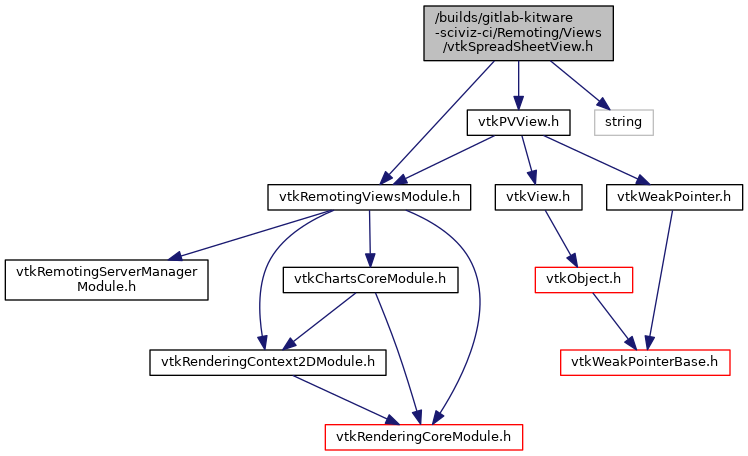 /builds/gitlab-kitware
-sciviz-ci/Remoting/Views
/vtkSpreadSheetView.h
vtkPVView.h
string
vtkRemotingViewsModule.h
vtkView.h
vtkWeakPointer.h
vtkRemotingServerManager
Module.h
vtkChartsCoreModule.h
vtkObject.h
vtkRenderingContext2DModule.h
vtkWeakPointerBase.h
vtkRenderingCoreModule.h